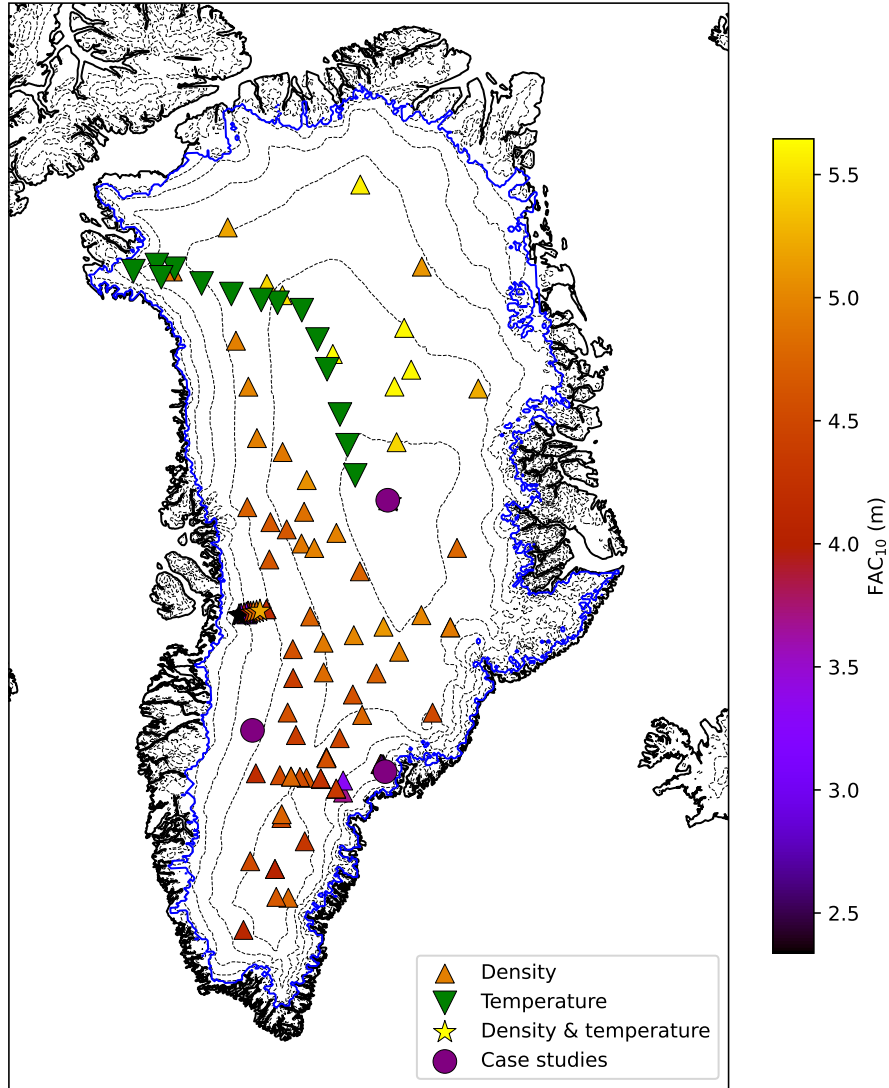 5.5
5.0
4.5
4.0
3.5
3.0
2.5
FAC₁₀ (m)
Density
Temperature
Density & temperature
Case studies